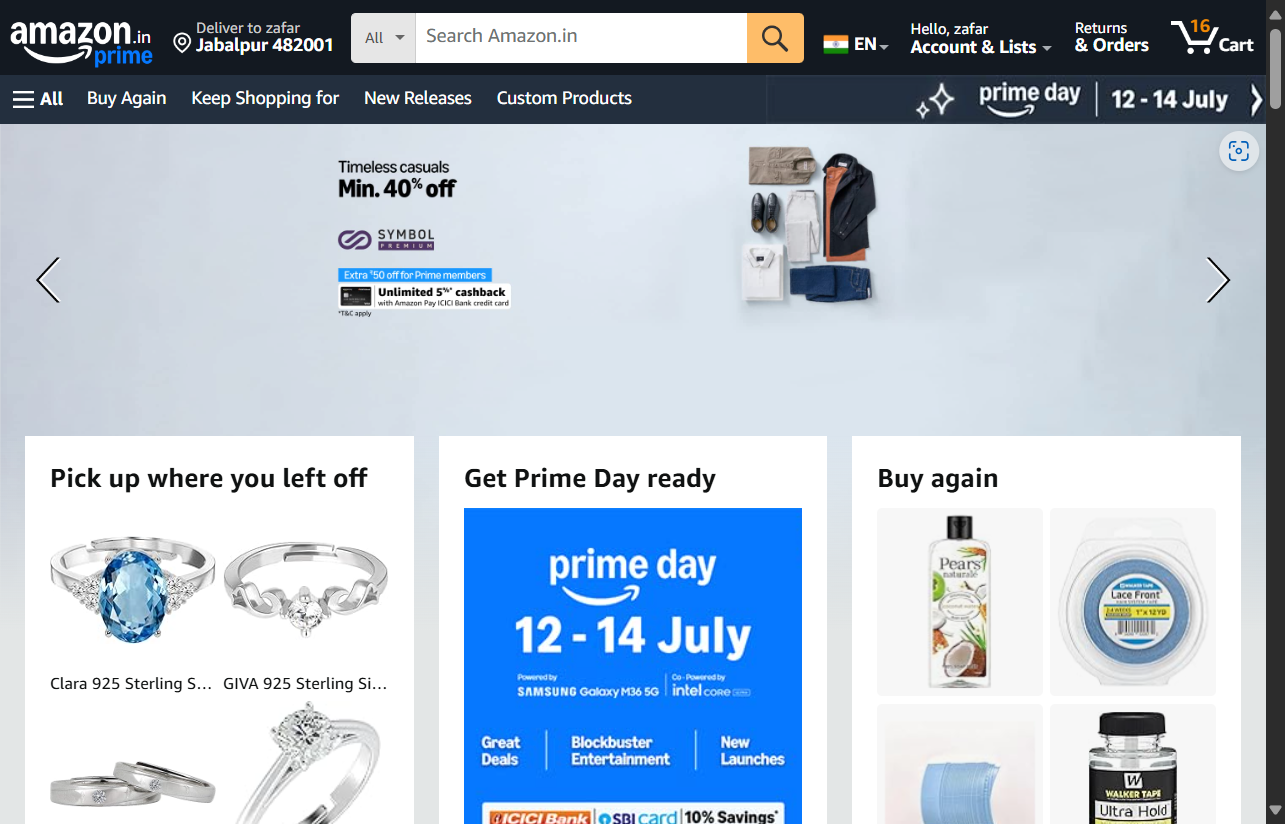 amazon.in
prime
Deliver to zafar
Jabalpur 482001
All
Search Amazon.in
EN
Hello, zafar
Account & Lists
Returns
& Orders
16
Cart
All
Buy Again
Keep Shopping for
New Releases
Custom Products
prime day
12 - 14 July
Timeless casuals
Min. 40% off
SYMBOL
PREMIUM
Extra ₹50 off for Prime members
Unlimited 5%* cashback
with Amazon Pay ICICI Bank credit card
*T&C apply
Pick up where you left off
Clara 925 Sterling S...
GIVA 925 Sterling Si...
Get Prime Day ready
prime day
12 - 14 July
Powered by
SAMSUNG Galaxy M36 5G
Co - Powered by
intel CORE
Great
Deals
Blockbuster
Entertainment
New
Launches
ICICI Bank
SBI card
10% Savings*
Buy again
Pears
naturalé
WALKER TAPE
Lace Front
1" x 12 YD
W
WALKER TAPE
Ultra Hold